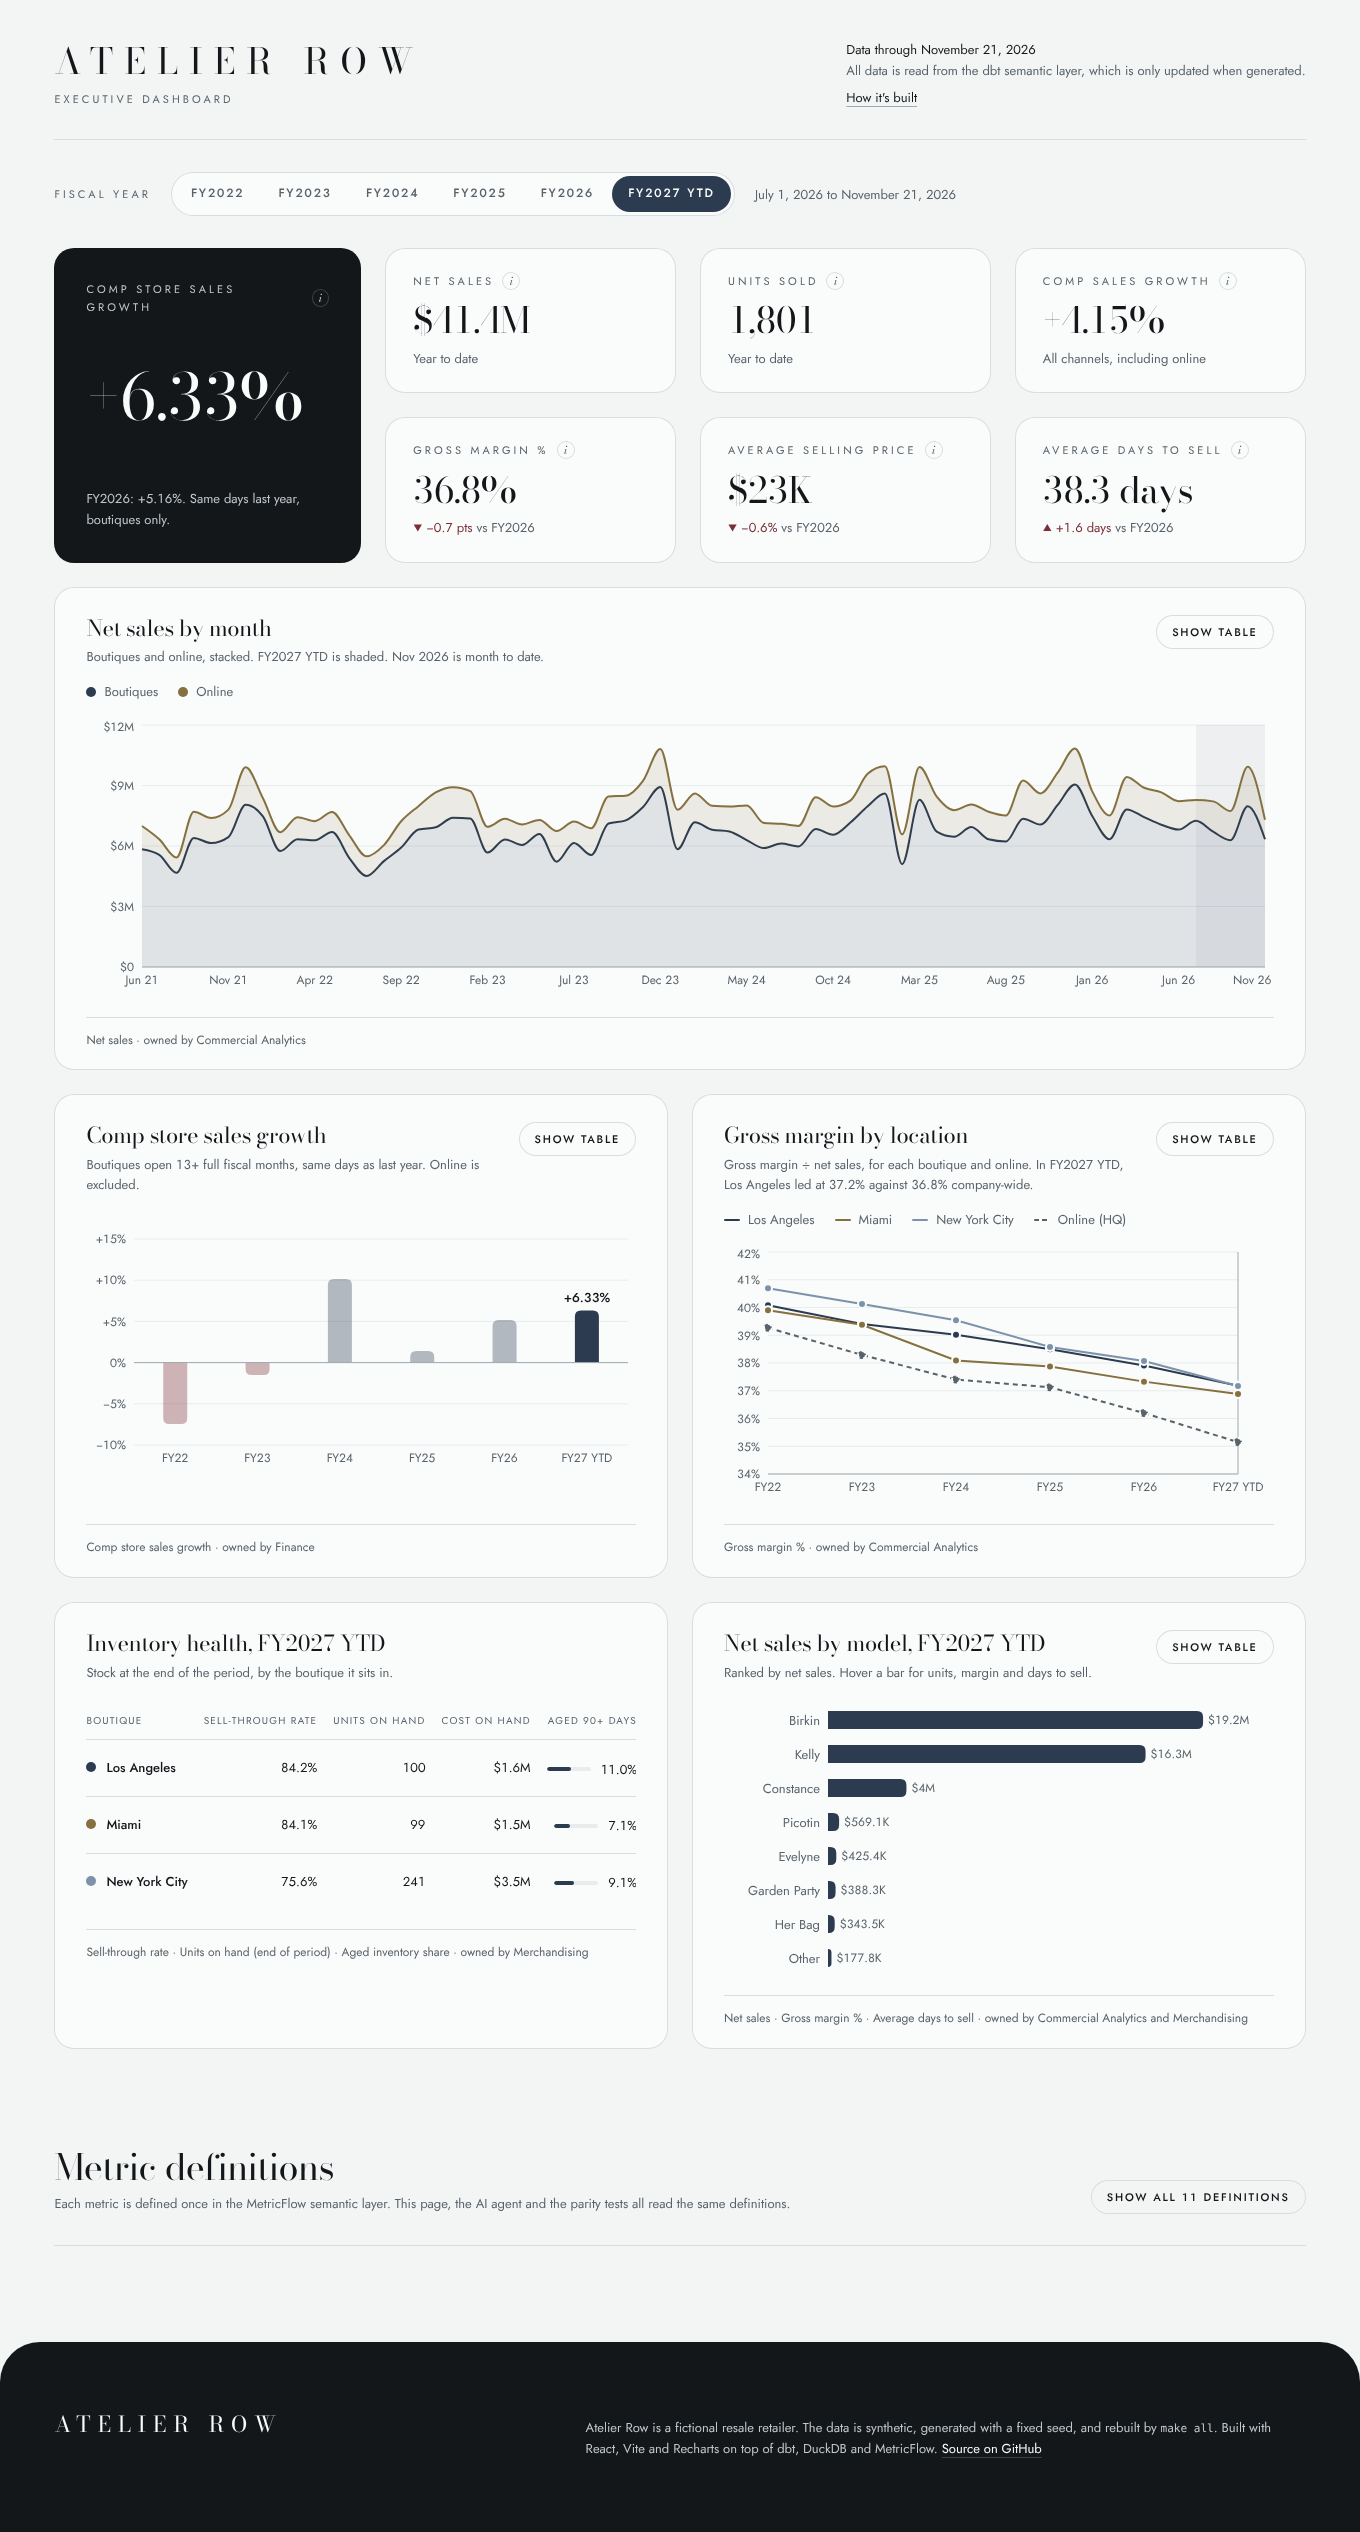 ATELIER ROW
EXECUTIVE DASHBOARD
Data through November 21, 2026
All data is read from the dbt semantic layer, which is only updated when generated.
How it's built
FISCAL YEAR
FY2022 FY2023 FY2024 FY2025 FY2026 FY2027 YTD
July 1, 2026 to November 21, 2026
COMP STORE SALES
GROWTH
i
+6.33%
FY2026: +5.16%. Same days last year,
boutiques only.
NET SALES i
$41.4M
Year to date
UNITS SOLD i
1,801
Year to date
COMP SALES GROWTH i
+4.15%
All channels, including online
GROSS MARGIN % i
36.8%
▼ −0.7 pts vs FY2026
AVERAGE SELLING PRICE i
$23K
▼ −0.6% vs FY2026
AVERAGE DAYS TO SELL i
38.3 days
▲ +1.6 days vs FY2026
Net sales by month
SHOW TABLE
Boutiques and online, stacked. FY2027 YTD is shaded. Nov 2026 is month to date.
Boutiques Online
$12M
$9M
$6M
$3M
$0
Jun 21 Nov 21 Apr 22 Sep 22 Feb 23 Jul 23 Dec 23 May 24 Oct 24 Mar 25 Aug 25 Jan 26 Jun 26 Nov 26
Net sales · owned by Commercial Analytics
Comp store sales growth
SHOW TABLE
Boutiques open 13+ full fiscal months, same days as last year. Online is
excluded.
+15%
+10%
+5%
0%
−5%
−10%
+6.33%
FY22 FY23 FY24 FY25 FY26 FY27 YTD
Comp store sales growth · owned by Finance
Gross margin by location
SHOW TABLE
Gross margin ÷ net sales, for each boutique and online. In FY2027 YTD,
Los Angeles led at 37.2% against 36.8% company-wide.
Los Angeles Miami New York City Online (HQ)
42%
41%
40%
39%
38%
37%
36%
35%
34%
FY22 FY23 FY24 FY25 FY26 FY27 YTD
Gross margin % · owned by Commercial Analytics
Inventory health, FY2027 YTD
Stock at the end of the period, by the boutique it sits in.
BOUTIQUE SELL-THROUGH RATE UNITS ON HAND COST ON HAND AGED 90+ DAYS
Los Angeles 84.2% 100 $1.6M 11.0%
Miami 84.1% 99 $1.5M 7.1%
New York City 75.6% 241 $3.5M 9.1%
Sell-through rate · Units on hand (end of period) · Aged inventory share · owned by Merchandising
Net sales by model, FY2027 YTD
SHOW TABLE
Ranked by net sales. Hover a bar for units, margin and days to sell.
Birkin $19.2M
Kelly $16.3M
Constance $4M
Picotin $569.1K
Evelyne $425.4K
Garden Party $388.3K
Her Bag $343.5K
Other $177.8K
Net sales · Gross margin % · Average days to sell · owned by Commercial Analytics and Merchandising
Metric definitions
Each metric is defined once in the MetricFlow semantic layer. This page, the AI agent and the parity tests all read the same definitions.
SHOW ALL 11 DEFINITIONS
ATELIER ROW
Atelier Row is a fictional resale retailer. The data is synthetic, generated with a fixed seed, and rebuilt by make all. Built with
React, Vite and Recharts on top of dbt, DuckDB and MetricFlow. Source on GitHub